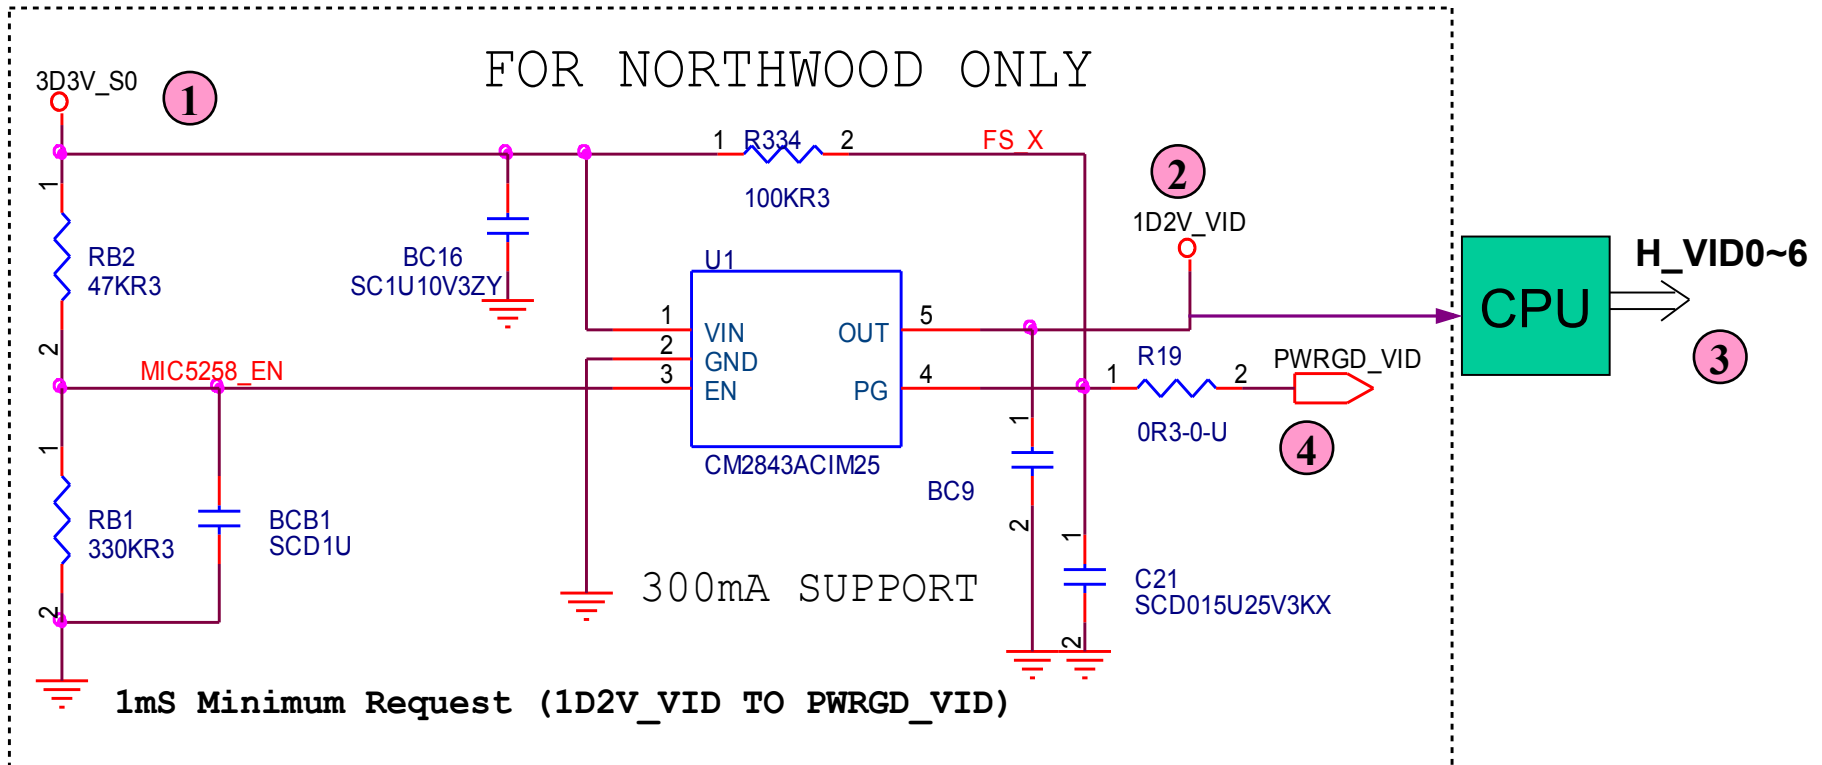 FOR NORTHWOOD ONLY
3D3V_S0
1
1
R334
2
FS_X
100KR3
2
1D2V_VID
1
RB2
47KR3
2
BC16
SC1U10V3ZY
U1
1
VIN
2
GND
3
EN
OUT
5
PG
4
CM2843ACIM25
MIC5258_EN
R19
1
2
0R3-0-U
PWRGD_VID
4
CPU
H_VID0~6
3
1
RB1
330KR3
2
BCB1
SCD1U
1
BC9
2
1
C21
SCD015U25V3KX
2
300mA SUPPORT
1mS Minimum Request (1D2V_VID TO PWRGD_VID)